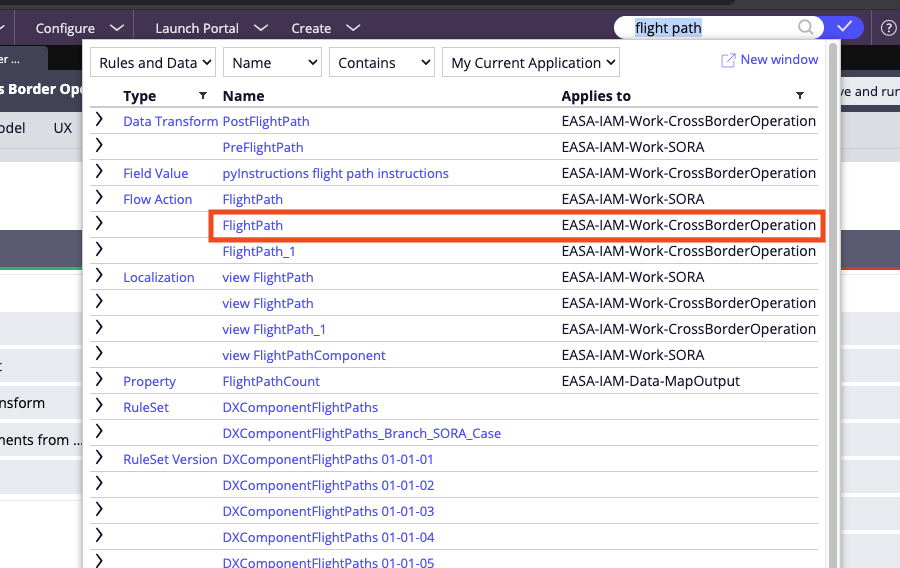 Configure Launch Portal Create flight path
er ...
s Border Ope
Rules and Data Name Contains My Current Application New window
ve and run
Type Name Applies to
odel UX
Data Transform PostFlightPath EASA-IAM-Work-CrossBorderOperation
PreFlightPath EASA-IAM-Work-SORA
Field Value pyInstructions flight path instructions EASA-IAM-Work-CrossBorderOperation
Flow Action FlightPath EASA-IAM-Work-SORA
FlightPath EASA-IAM-Work-CrossBorderOperation
FlightPath_1 EASA-IAM-Work-CrossBorderOperation
Localization view FlightPath EASA-IAM-Work-SORA
view FlightPath EASA-IAM-Work-CrossBorderOperation
view FlightPath_1 EASA-IAM-Work-CrossBorderOperation
view FlightPathComponent EASA-IAM-Work-SORA
Property FlightPathCount EASA-IAM-Data-MapOutput
nsform
RuleSet DXComponentFlightPaths
ments from ...
DXComponentFlightPaths_Branch_SORA_Case
RuleSet Version DXComponentFlightPaths 01-01-01
DXComponentFlightPaths 01-01-02
DXComponentFlightPaths 01-01-03
DXComponentFlightPaths 01-01-04
DXComponentFlightPaths 01-01-05